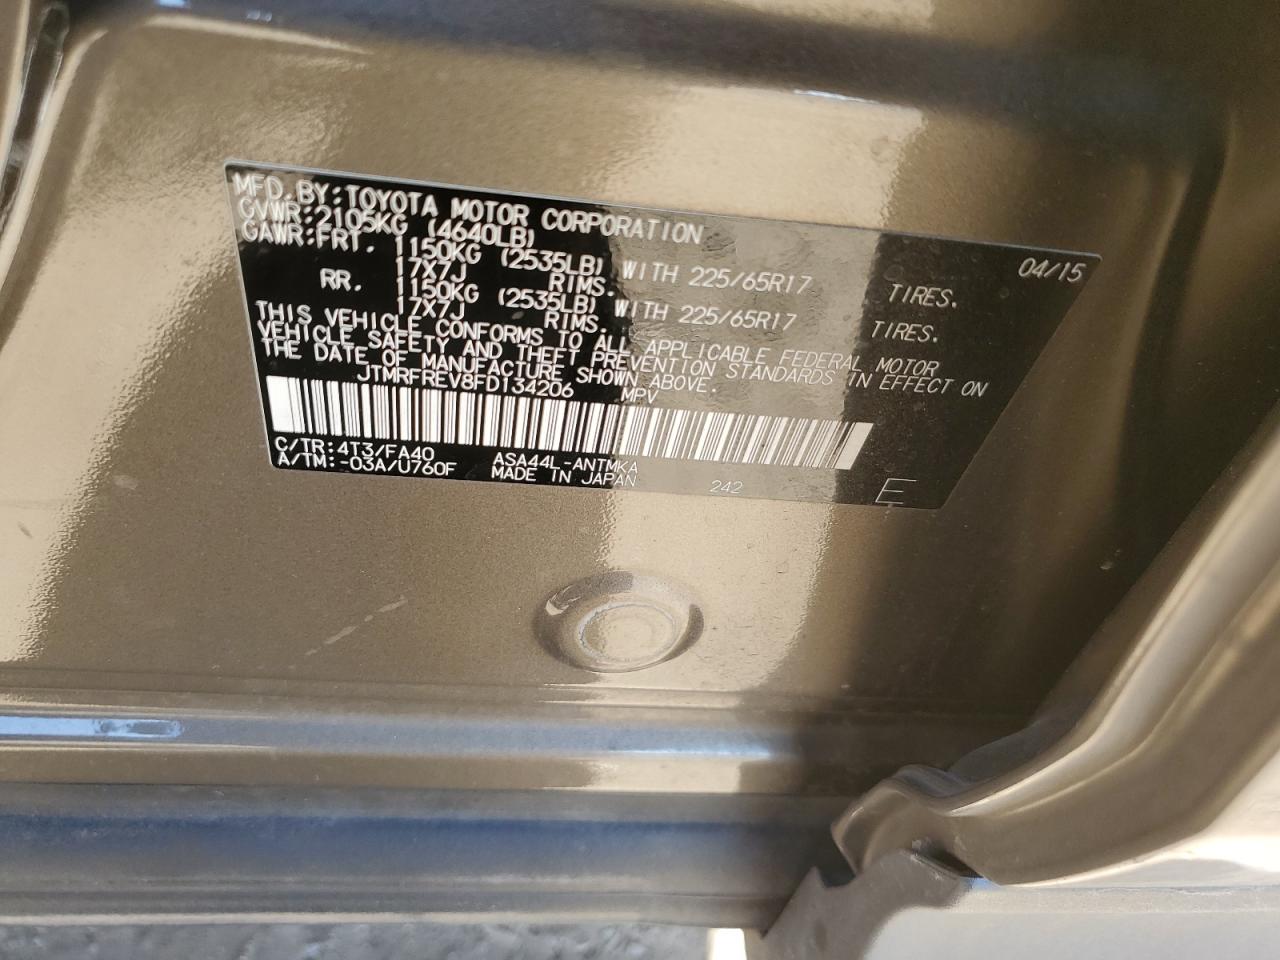 MFD. BY: TOYOTA MOTOR CORPORATION 04/15
GVWR: 2105KG (4640LB)
GAWR: FRT. 1150KG (2535LB) WITH 225/65R17 TIRES.
17X7J RIMS.
RR. 1150KG (2535LB) WITH 225/65R17 TIRES.
17X7J RIMS.
THIS VEHICLE CONFORMS TO ALL APPLICABLE FEDERAL MOTOR
VEHICLE SAFETY AND THEFT PREVENTION STANDARDS IN EFFECT ON
THE DATE OF MANUFACTURE SHOWN ABOVE.
JTMRFREV8FD134206 MPV
C/TR: 4T3/FA40 ASA44L-ANTMKA
A/TM: -03A/U760F MADE IN JAPAN 242 E